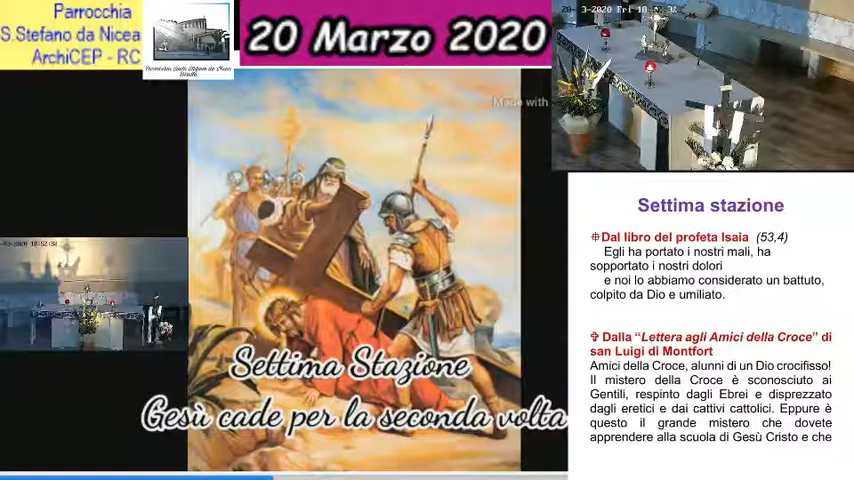 Parrocchia
S.Stefano da Nicea
ArchiCEP - RC
20 Marzo 2020
Made with
Settima Stazione
Gesù cade per la seconda volta
Settima stazione
Dal libro del profeta Isaia (53,4)
Egli ha portato i nostri mali, ha
sopportato i nostri dolori
e noi lo abbiamo considerato un battuto,
colpito da Dio e umiliato.
Dalla “Lettera agli Amici della Croce” di
san Luigi di Montfort
Amici della Croce, alunni di un Dio crocifisso!
Il mistero della Croce è sconosciuto ai
Gentili, respinto dagli Ebrei e disprezzato
dagli eretici e dai cattivi cattolici. Eppure è
questo il grande mistero che dovete
apprendere alla scuola di Gesù Cristo e che